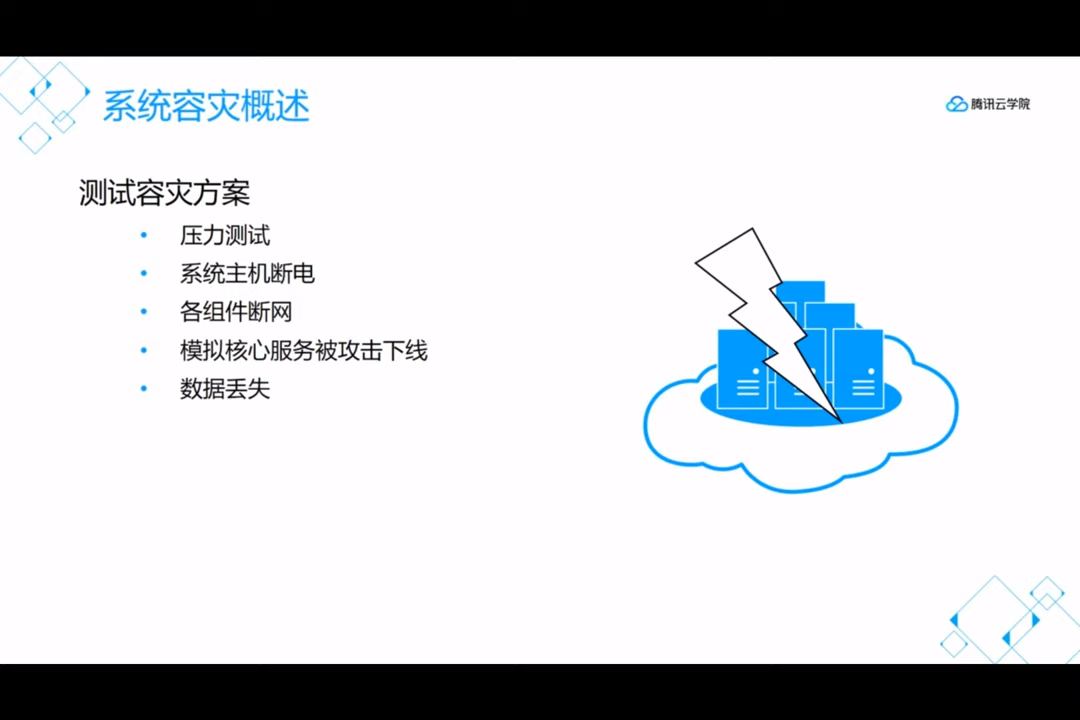 系统容灾概述
腾讯云学院
测试容灾方案
压力测试
系统主机断电
各组件断网
模拟核心服务被攻击下线
数据丢失